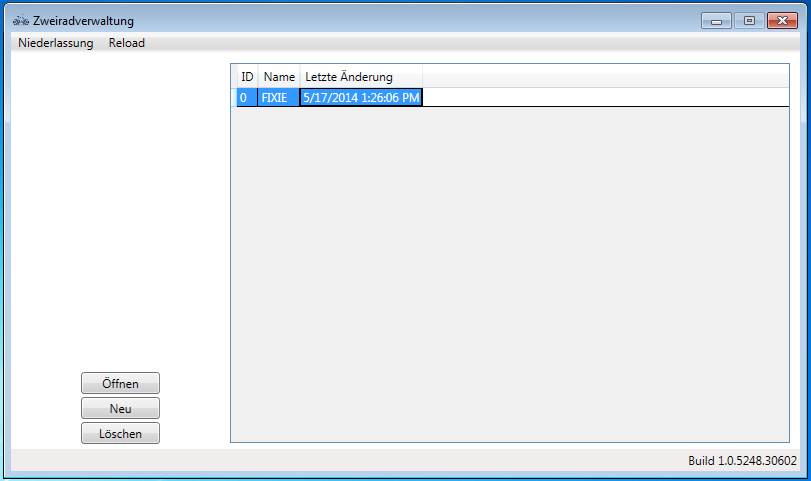 Zweiradverwaltung
Niederlassung Reload
ID Name Letzte Änderung
0 FIXIE 5/17/2014 1:26:06 PM
Öffnen
Neu
Löschen
Build 1.0.5248.30602